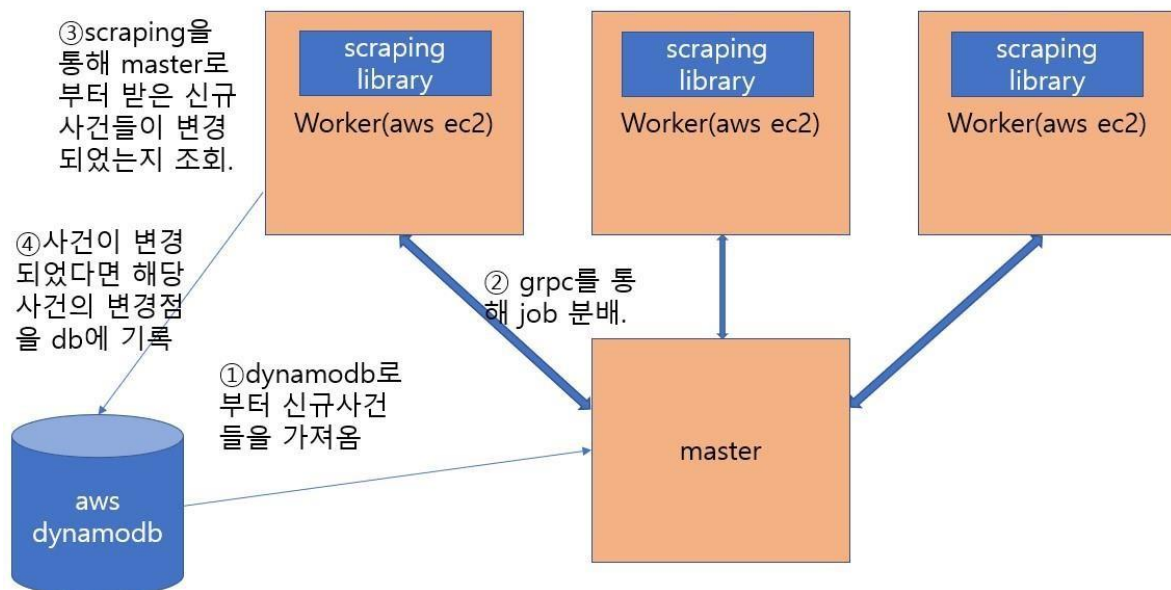 ③scraping을
통해 master로
부터 받은 신규
사건들이 변경
되었는지 조회.
scraping
library
Worker(aws ec2)
scraping
library
Worker(aws ec2)
scraping
library
Worker(aws ec2)
④사건이 변경
되었다면 해당
사건의 변경점
을 db에 기록
② grpc를 통
해 job 분배.
①dynamodb로
부터 신규사건
들을 가져옴
master
aws
dynamodb